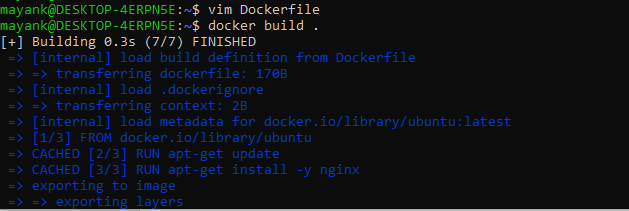 mayank@DESKTOP-4ERPN5E:~$ vim Dockerfile
mayank@DESKTOP-4ERPN5E:~$ docker build .
[+] Building 0.3s (7/7) FINISHED
=> [internal] load build definition from Dockerfile
=> => transferring dockerfile: 170B
=> [internal] load .dockerignore
=> => transferring context: 2B
=> [internal] load metadata for docker.io/library/ubuntu:latest
=> [1/3] FROM docker.io/library/ubuntu
=> CACHED [2/3] RUN apt-get update
=> CACHED [3/3] RUN apt-get install -y nginx
=> exporting to image
=> => exporting layers